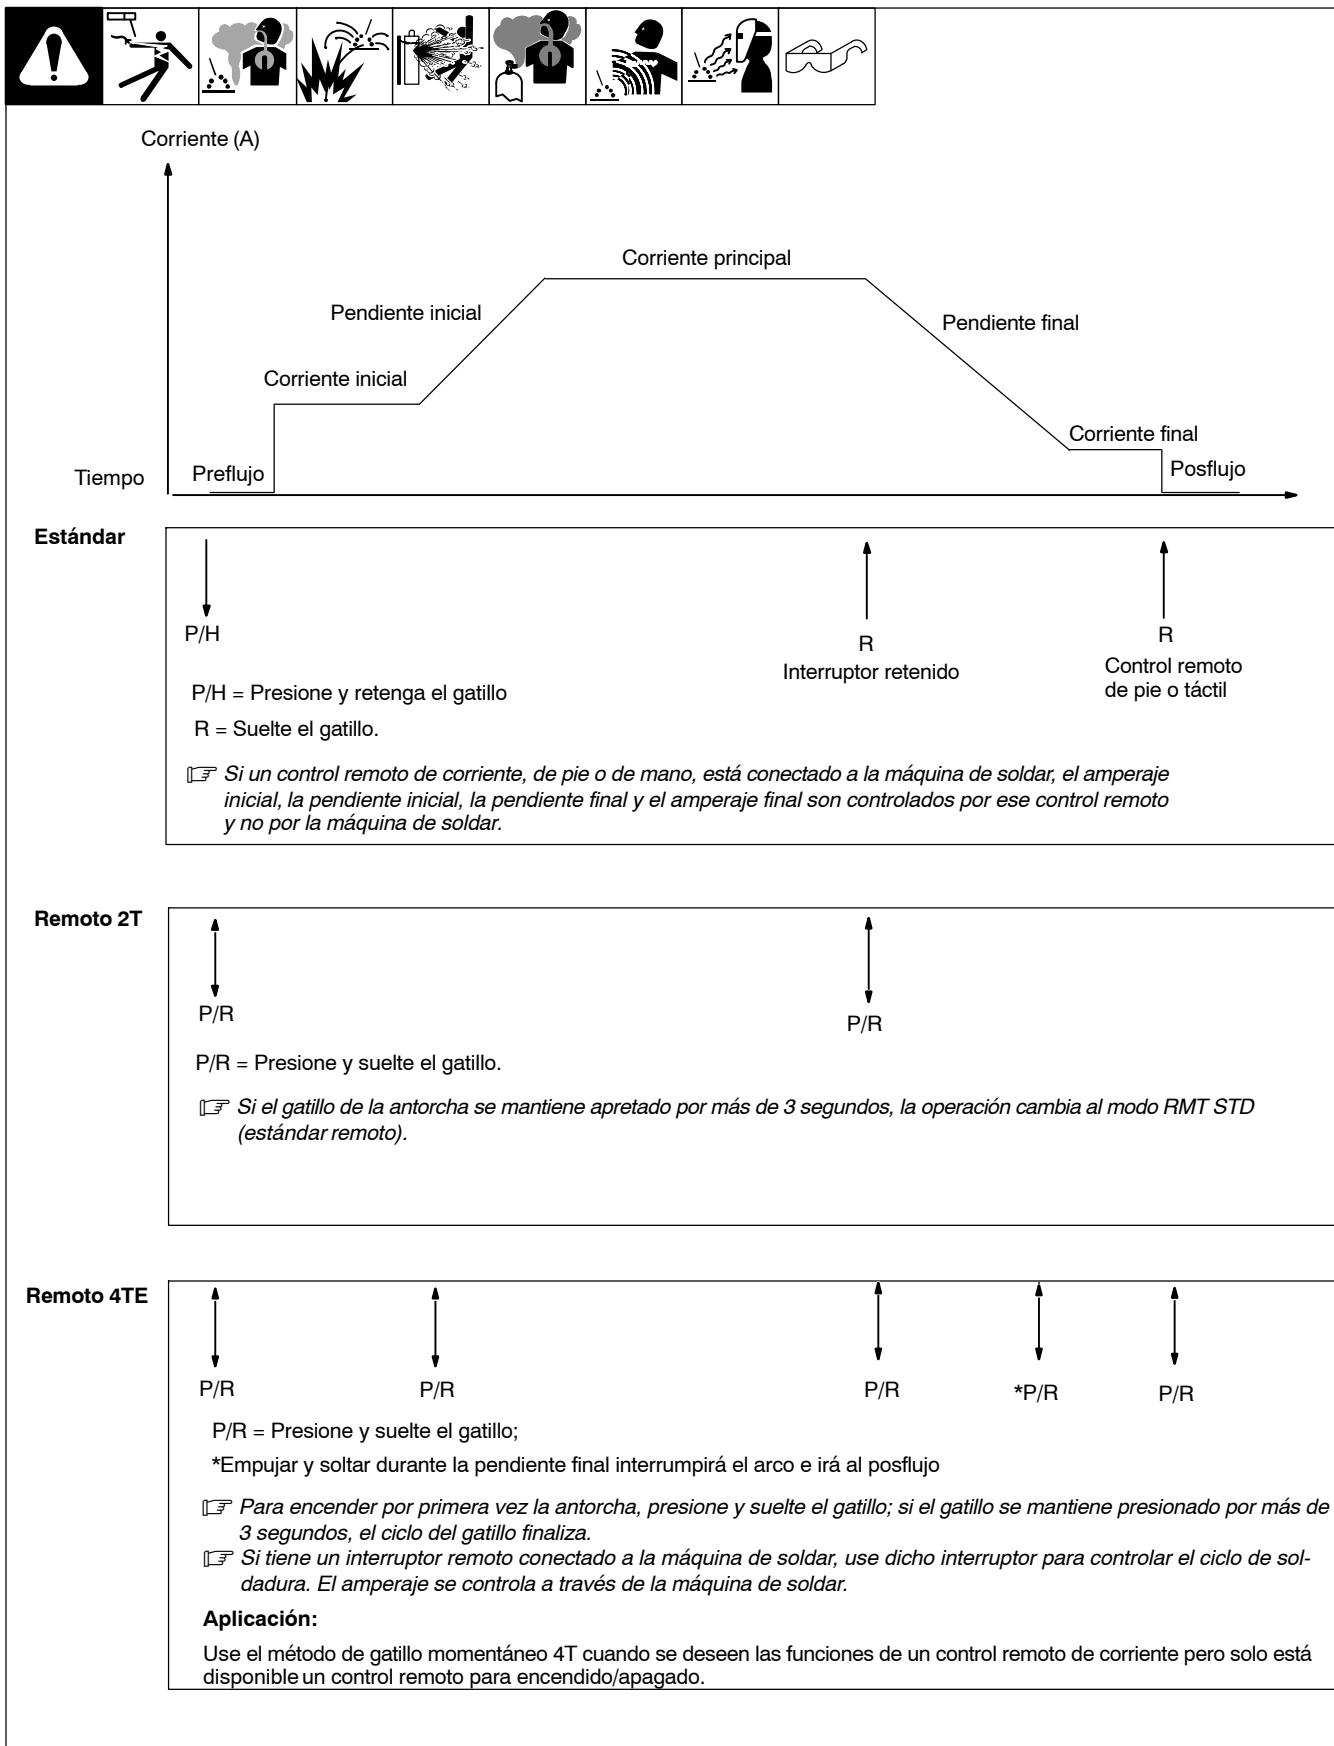 Corriente (A)
Corriente principal
Pendiente inicial
Pendiente final
Corriente inicial
Corriente final
Tiempo
Preflujo
Posflujo
Estándar
P/H
R
Interruptor retenido
R
Control remoto
de pie o táctil
P/H = Presione y retenga el gatillo
R = Suelte el gatillo.
Si un control remoto de corriente, de pie o de mano, está conectado a la máquina de soldar, el amperaje
inicial, la pendiente inicial, la pendiente final y el amperaje final son controlados por ese control remoto
y no por la máquina de soldar.
Remoto 2T
P/R
P/R
P/R = Presione y suelte el gatillo.
Si el gatillo de la antorcha se mantiene apretado por más de 3 segundos, la operación cambia al modo RMT STD
(estándar remoto).
Remoto 4TE
P/R
P/R
P/R
*P/R
P/R
P/R = Presione y suelte el gatillo;
*Empujar y soltar durante la pendiente final interrumpirá el arco e irá al posflujo
Para encender por primera vez la antorcha, presione y suelte el gatillo; si el gatillo se mantiene presionado por más de
3 segundos, el ciclo del gatillo finaliza.
Si tiene un interruptor remoto conectado a la máquina de soldar, use dicho interruptor para controlar el ciclo de sol-
dadura. El amperaje se controla a través de la máquina de soldar.
Aplicación:
Use el método de gatillo momentáneo 4T cuando se deseen las funciones de un control remoto de corriente pero solo está
disponible un control remoto para encendido/apagado.